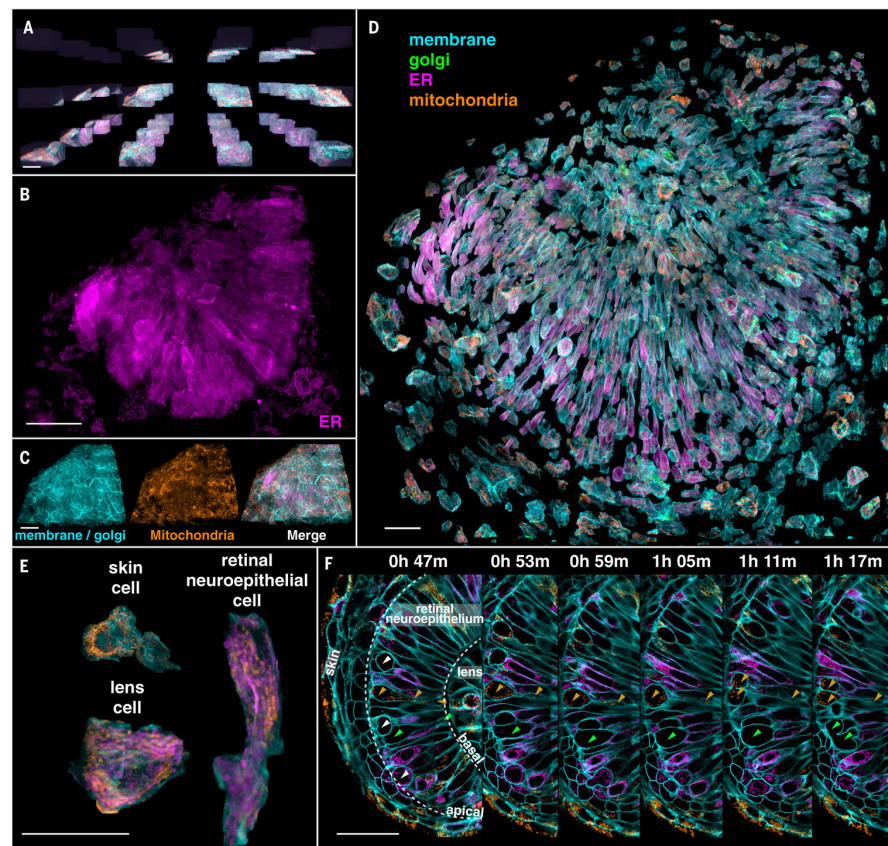 A
B
ER
C
membrane / golgi
Mitochondria
Merge
D
membrane
golgi
ER
mitochondria
E
skin
cell
retinal
neuroepithelial
cell
lens
cell
F
0h 47m
0h 53m
0h 59m
1h 05m
1h 11m
1h 17m
retinal
neuroepithelium
skin
lens
basal
apical